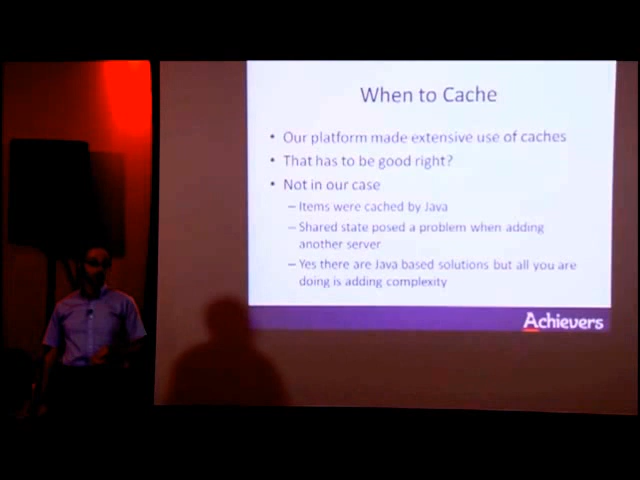 When to Cache
• Our platform made extensive use of caches
• That has to be good right?
• Not in our case
– Items were cached by Java
– Shared state posed a problem when adding
another server
– Yes there are Java based solutions but all you are
doing is adding complexity
Achievers